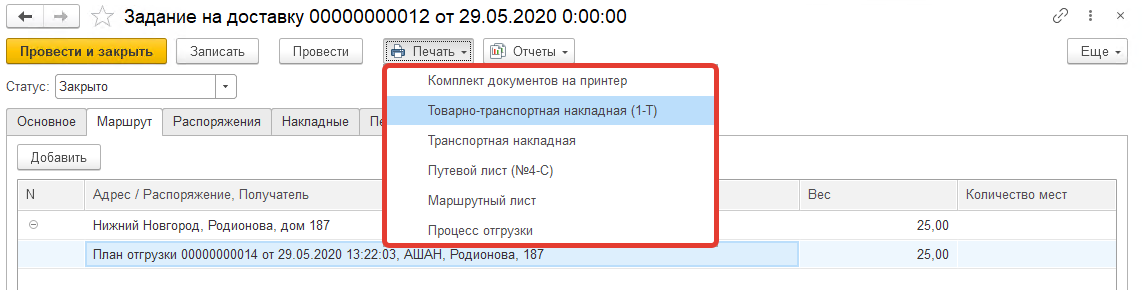 Задание на доставку 00000000012 от 29.05.2020 0:00:00
Провести и закрыть Записать Провести Печать Отчеты Еще
Статус: Закрыто
Комплект документов на принтер
Товарно-транспортная накладная (1-Т)
Транспортная накладная
Путевой лист (№4-С)
Маршрутный лист
Процесс отгрузки
Основное Маршрут Распоряжения Накладные Пе
Добавить
N Адрес / Распоряжение, Получатель Вес Количество мест
Нижний Новгород, Родионова, дом 187 25,00
План отгрузки 00000000014 от 29.05.2020 13:22:03, АШАН, Родионова, 187 25,00